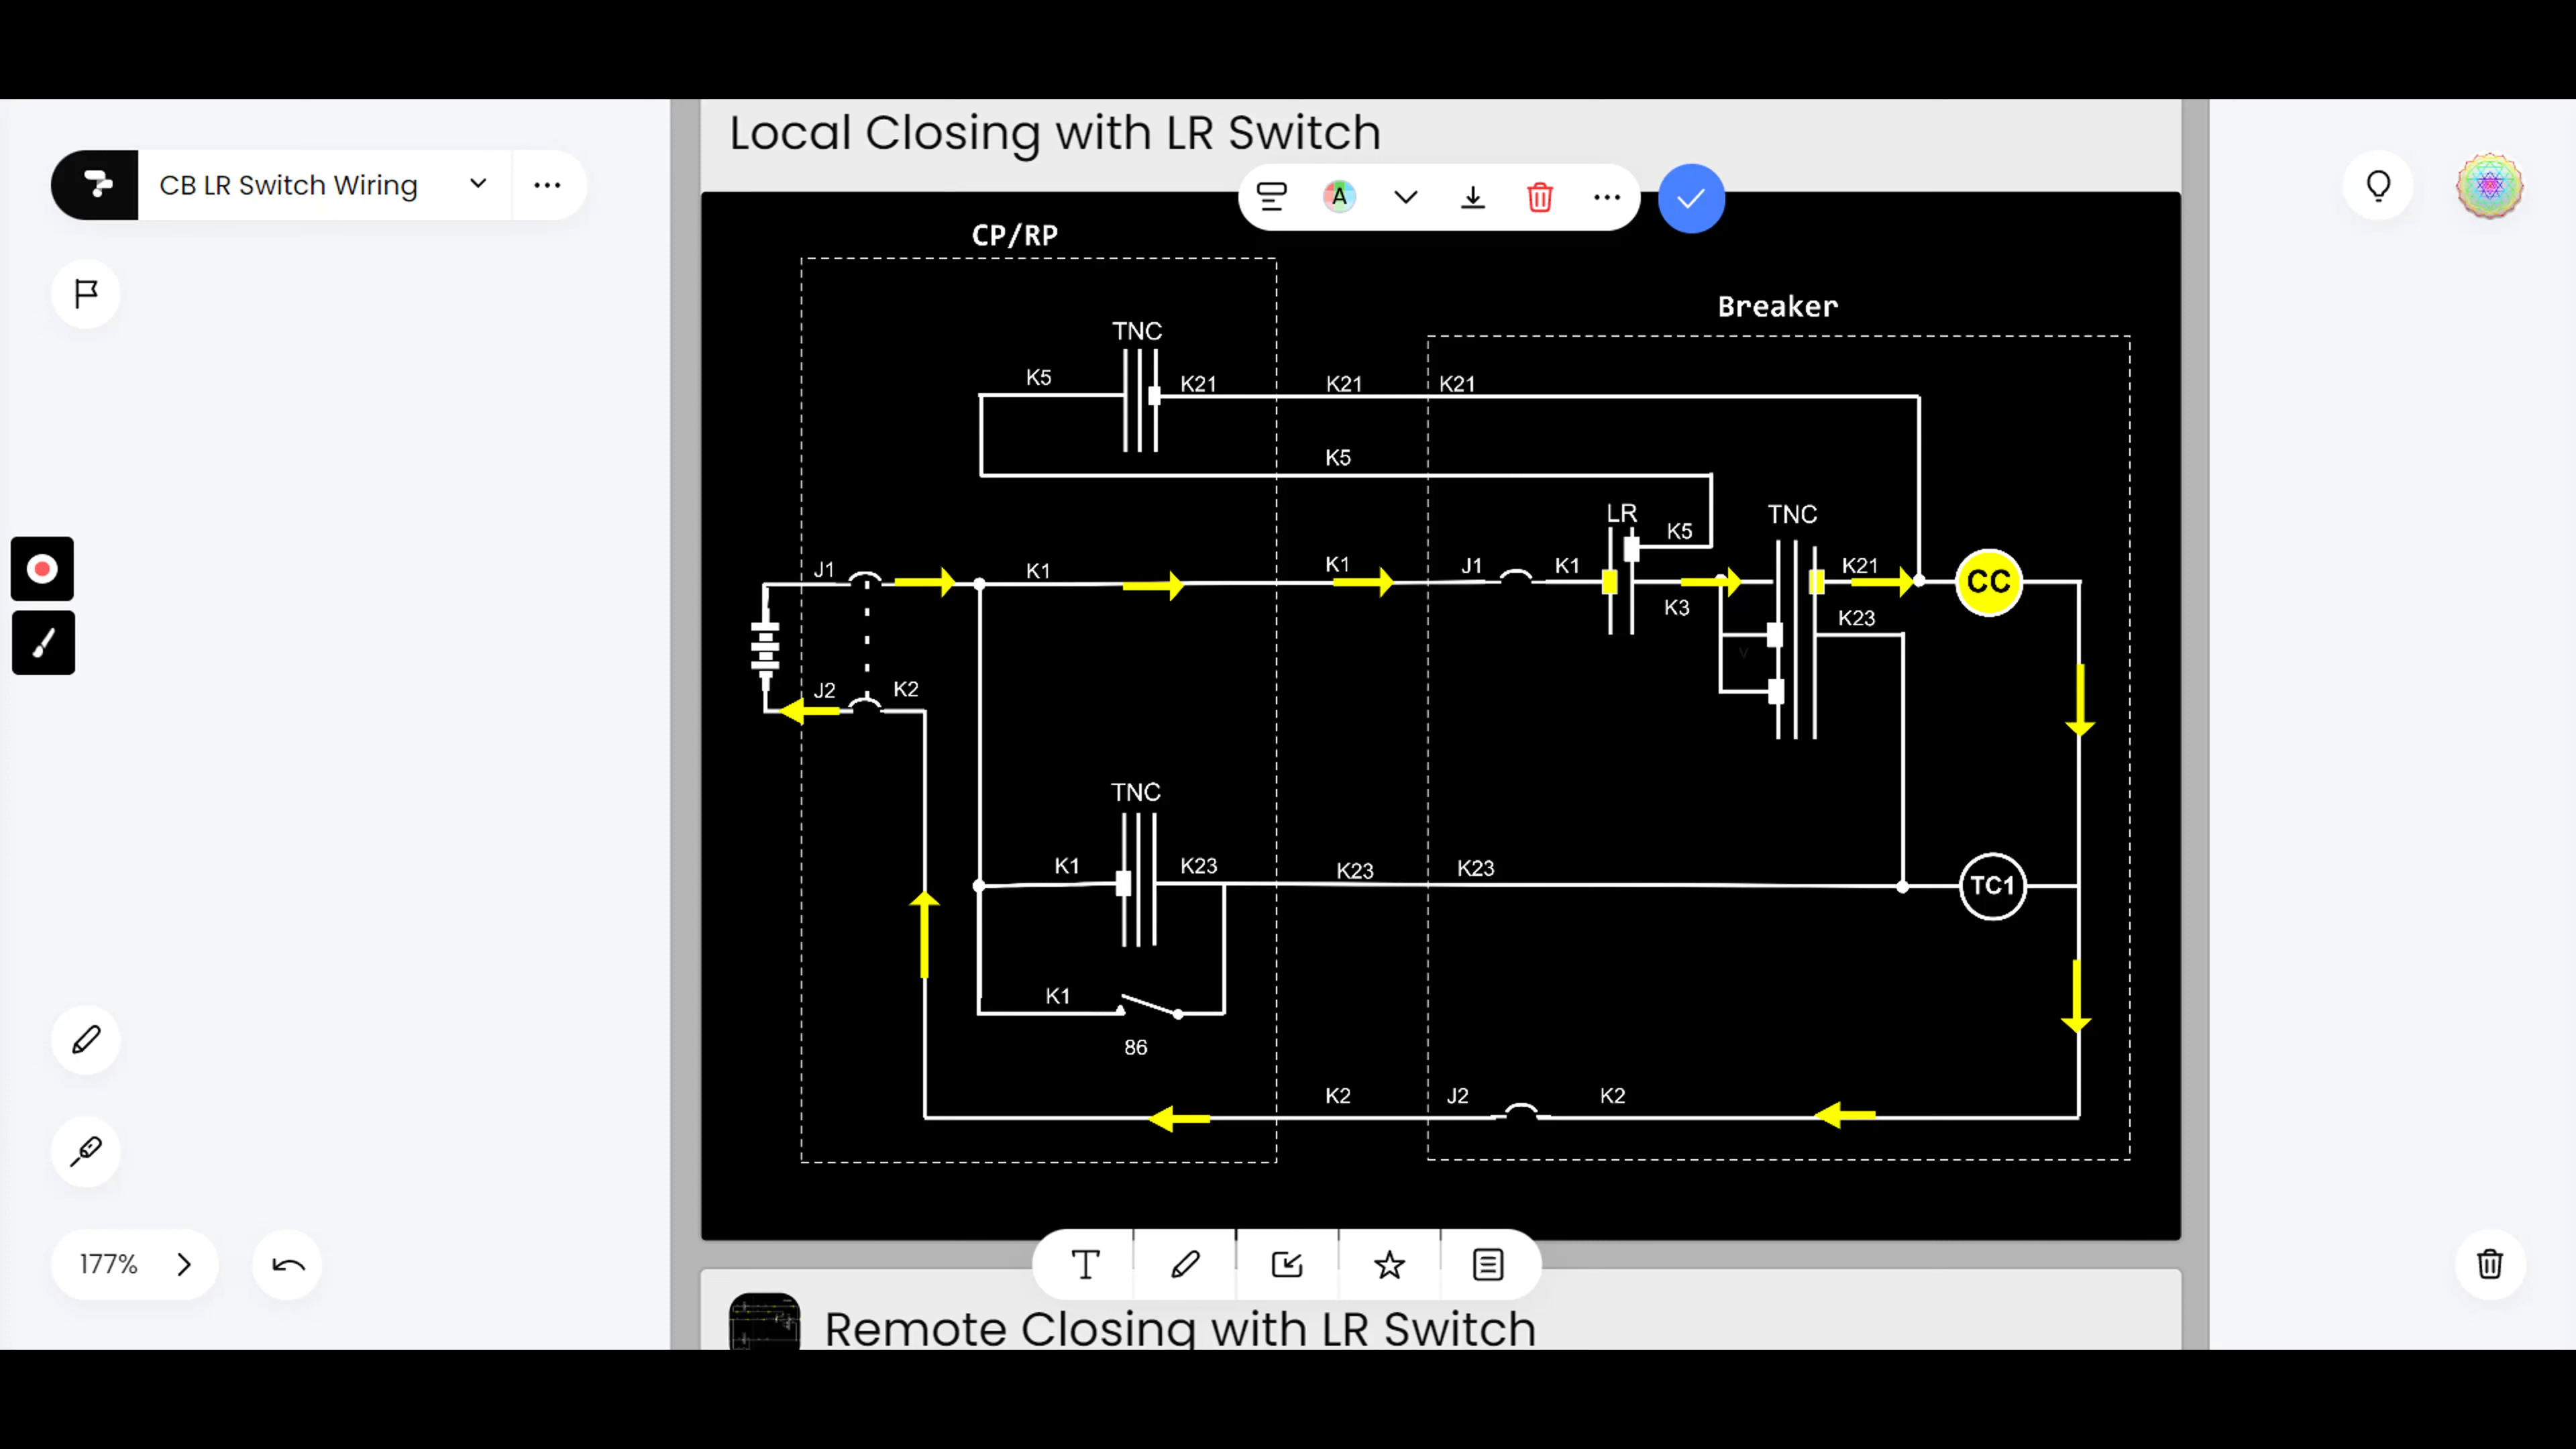 Local Closing with LR Switch
CB LR Switch Wiring
A
CP/RP
Breaker
TNC
K5
K21
K21
K21
K5
LR
K5
TNC
J1
K1
K1
J1
K1
K21
CC
K3
K23
V
J2
K2
TNC
K1
K23
K23
K23
TC1
K1
86
K2
J2
K2
177%
T
Remote Closing with LR Switch